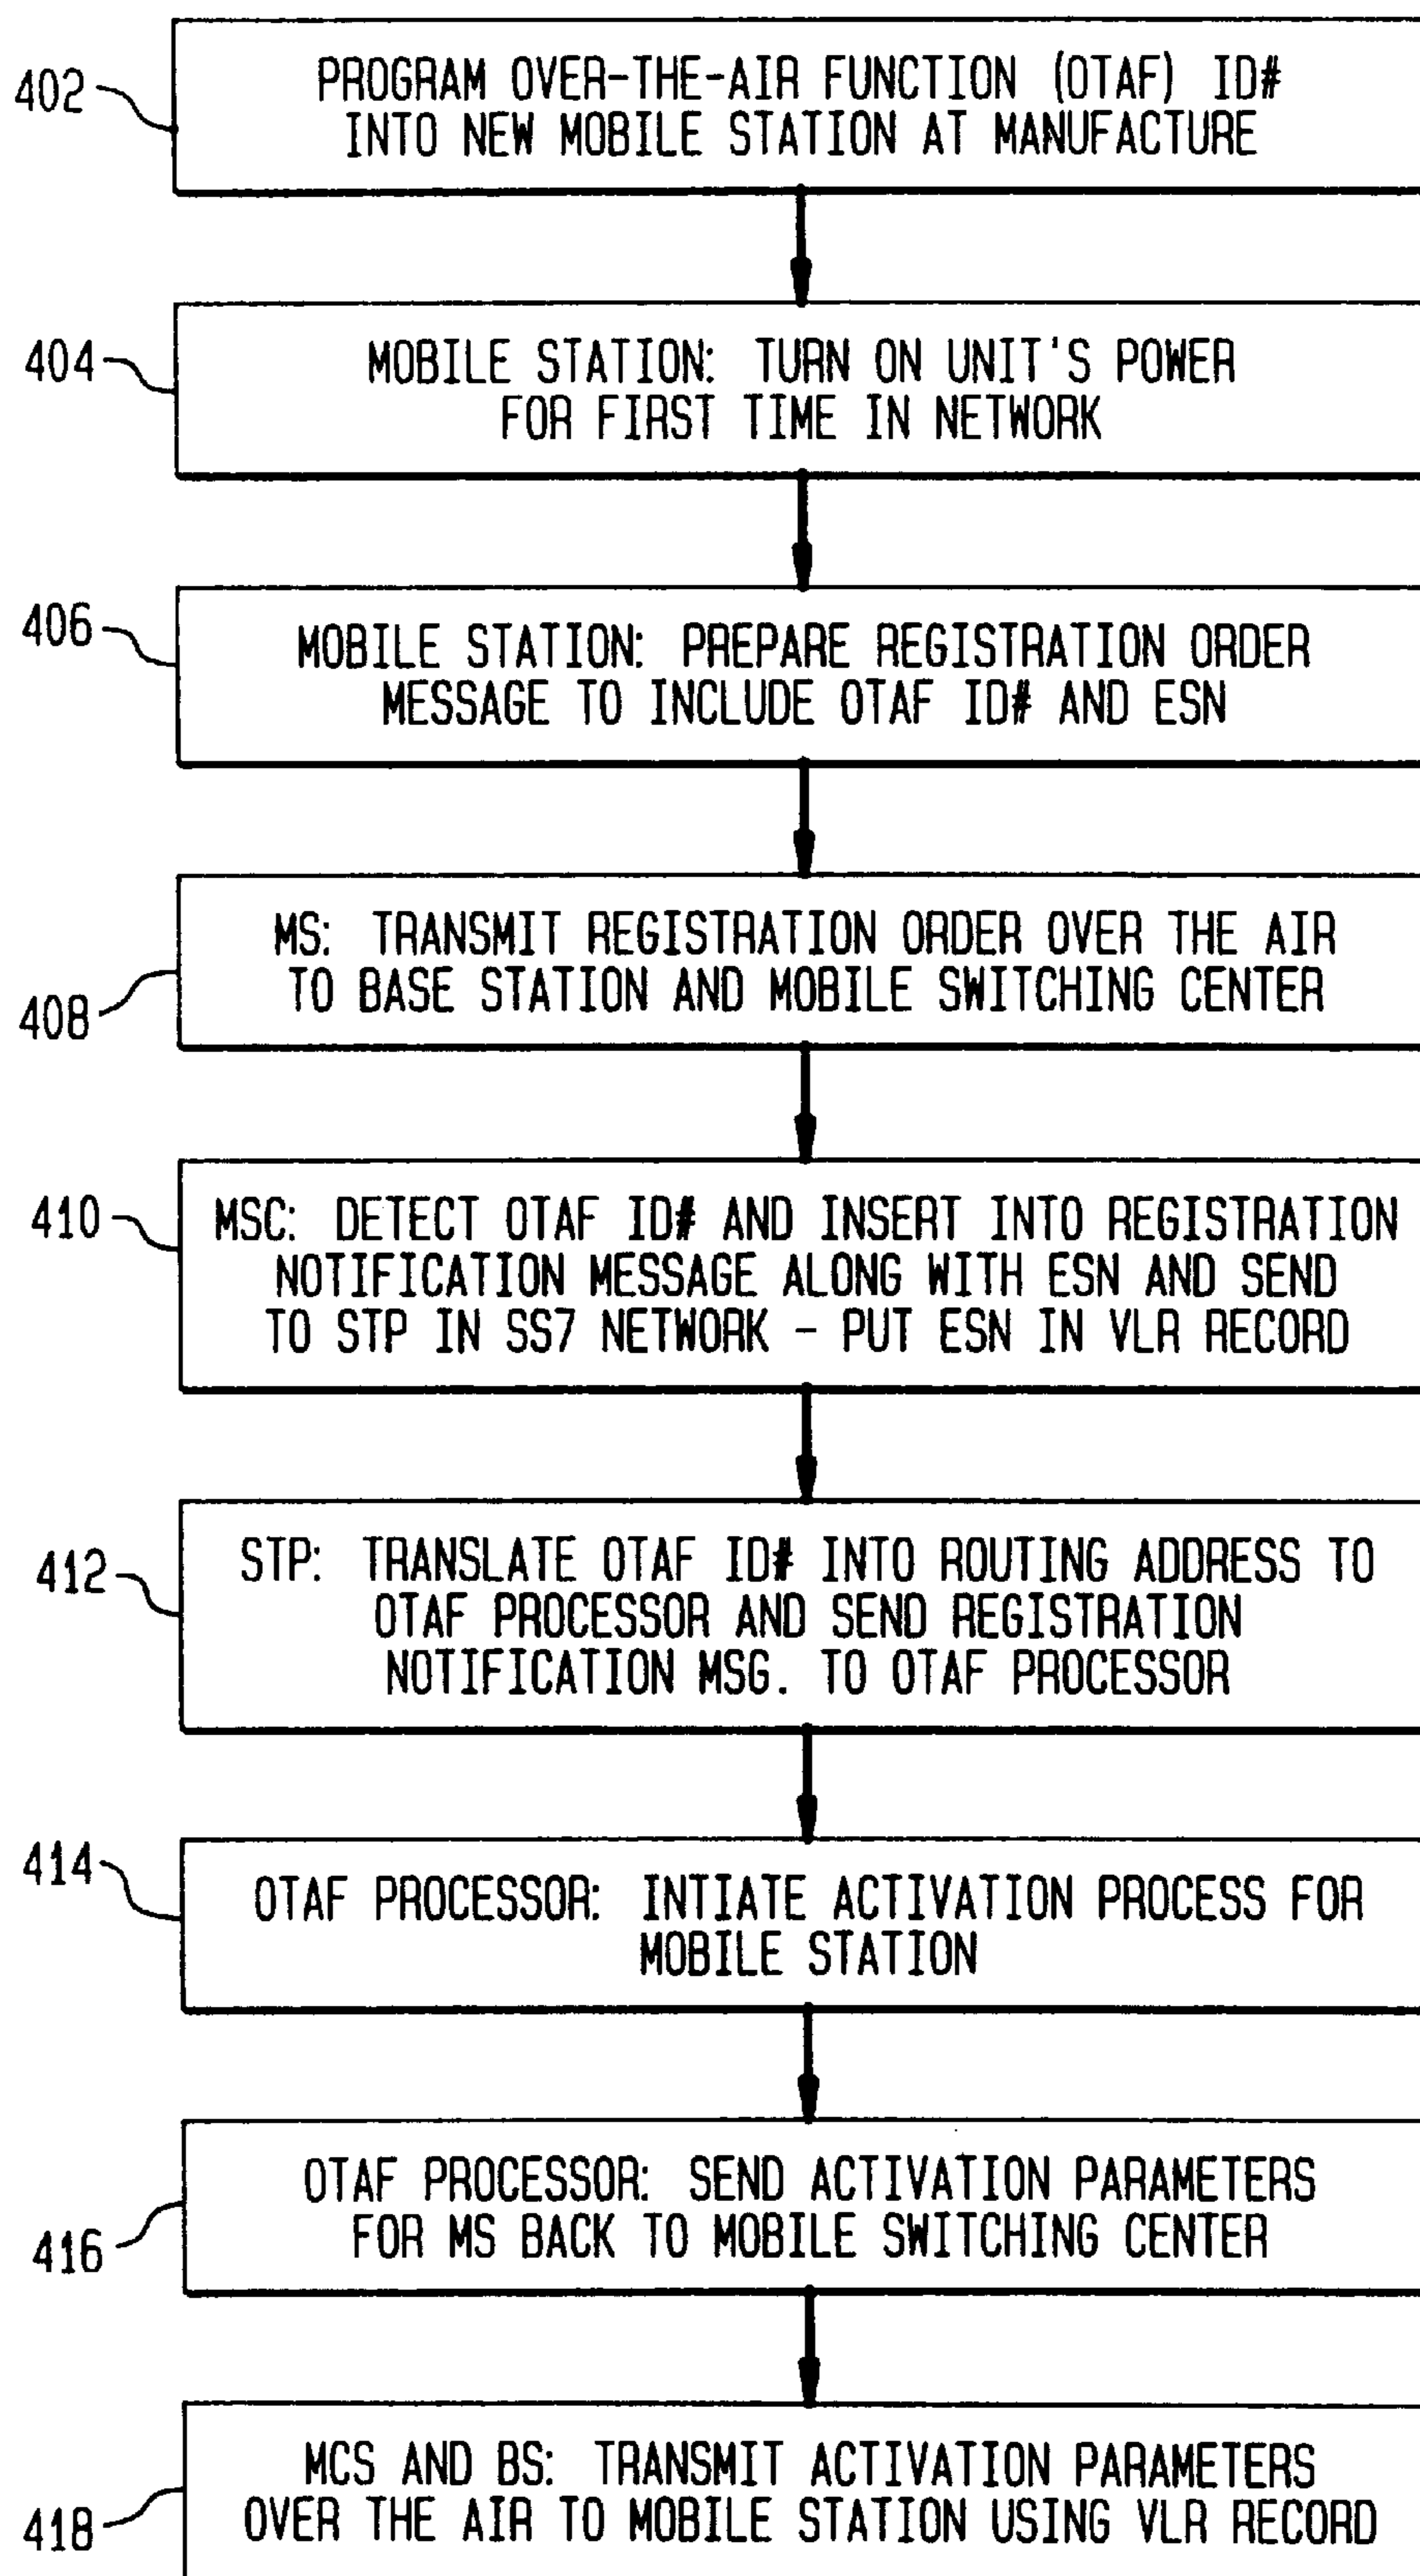 402
PROGRAM OVER-THE-AIR FUNCTION (OTAF) ID#
INTO NEW MOBILE STATION AT MANUFACTURE
404
MOBILE STATION: TURN ON UNIT'S POWER
FOR FIRST TIME IN NETWORK
406
MOBILE STATION: PREPARE REGISTRATION ORDER
MESSAGE TO INCLUDE OTAF ID# AND ESN
408
MS: TRANSMIT REGISTRATION ORDER OVER THE AIR
TO BASE STATION AND MOBILE SWITCHING CENTER
410
MSC: DETECT OTAF ID# AND INSERT INTO REGISTRATION
NOTIFICATION MESSAGE ALONG WITH ESN AND SEND
TO STP IN SS7 NETWORK - PUT ESN IN VLR RECORD
412
STP: TRANSLATE OTAF ID# INTO ROUTING ADDRESS TO
OTAF PROCESSOR AND SEND REGISTRATION
NOTIFICATION MSG. TO OTAF PROCESSOR
414
OTAF PROCESSOR: INTIATE ACTIVATION PROCESS FOR
MOBILE STATION
416
OTAF PROCESSOR: SEND ACTIVATION PARAMETERS
FOR MS BACK TO MOBILE SWITCHING CENTER
418
MCS AND BS: TRANSMIT ACTIVATION PARAMETERS
OVER THE AIR TO MOBILE STATION USING VLR RECORD